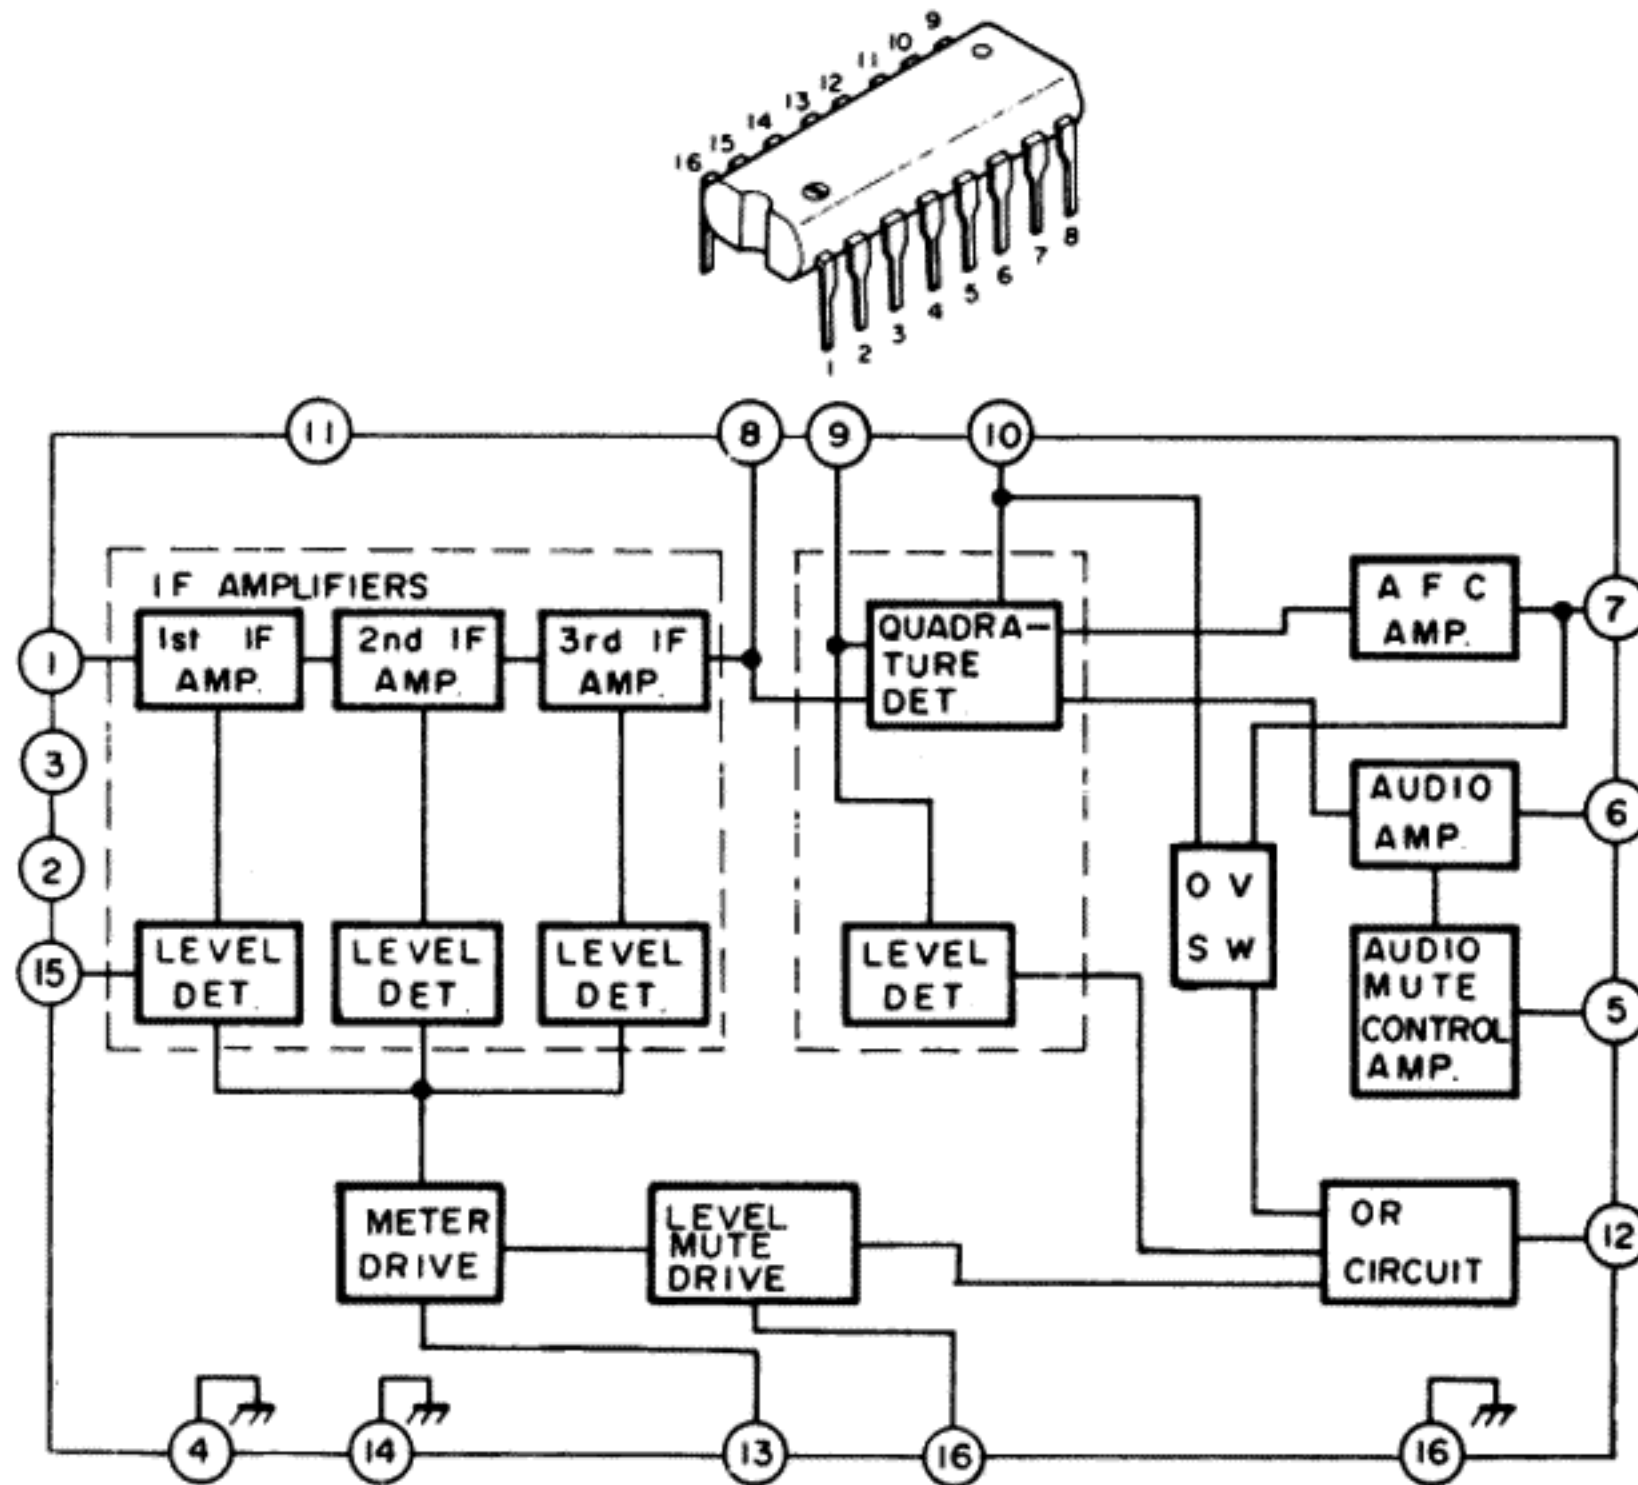 9
10
11
12
13
14
15
16
1
2
3
4
5
6
7
8
11
8
9
10
IF AMPLIFIERS
1
1st IF
AMP.
2nd IF
AMP.
3rd IF
AMP.
QUADRA-
TURE
DET
A F C
AMP.
7
3
2
15
AUDIO
AMP.
6
O V
S W
LEVEL
DET.
LEVEL
DET.
LEVEL
DET.
LEVEL
DET
AUDIO
MUTE
CONTROL
AMP.
5
METER
DRIVE
LEVEL
MUTE
DRIVE
OR
CIRCUIT
12
4
14
13
16
16